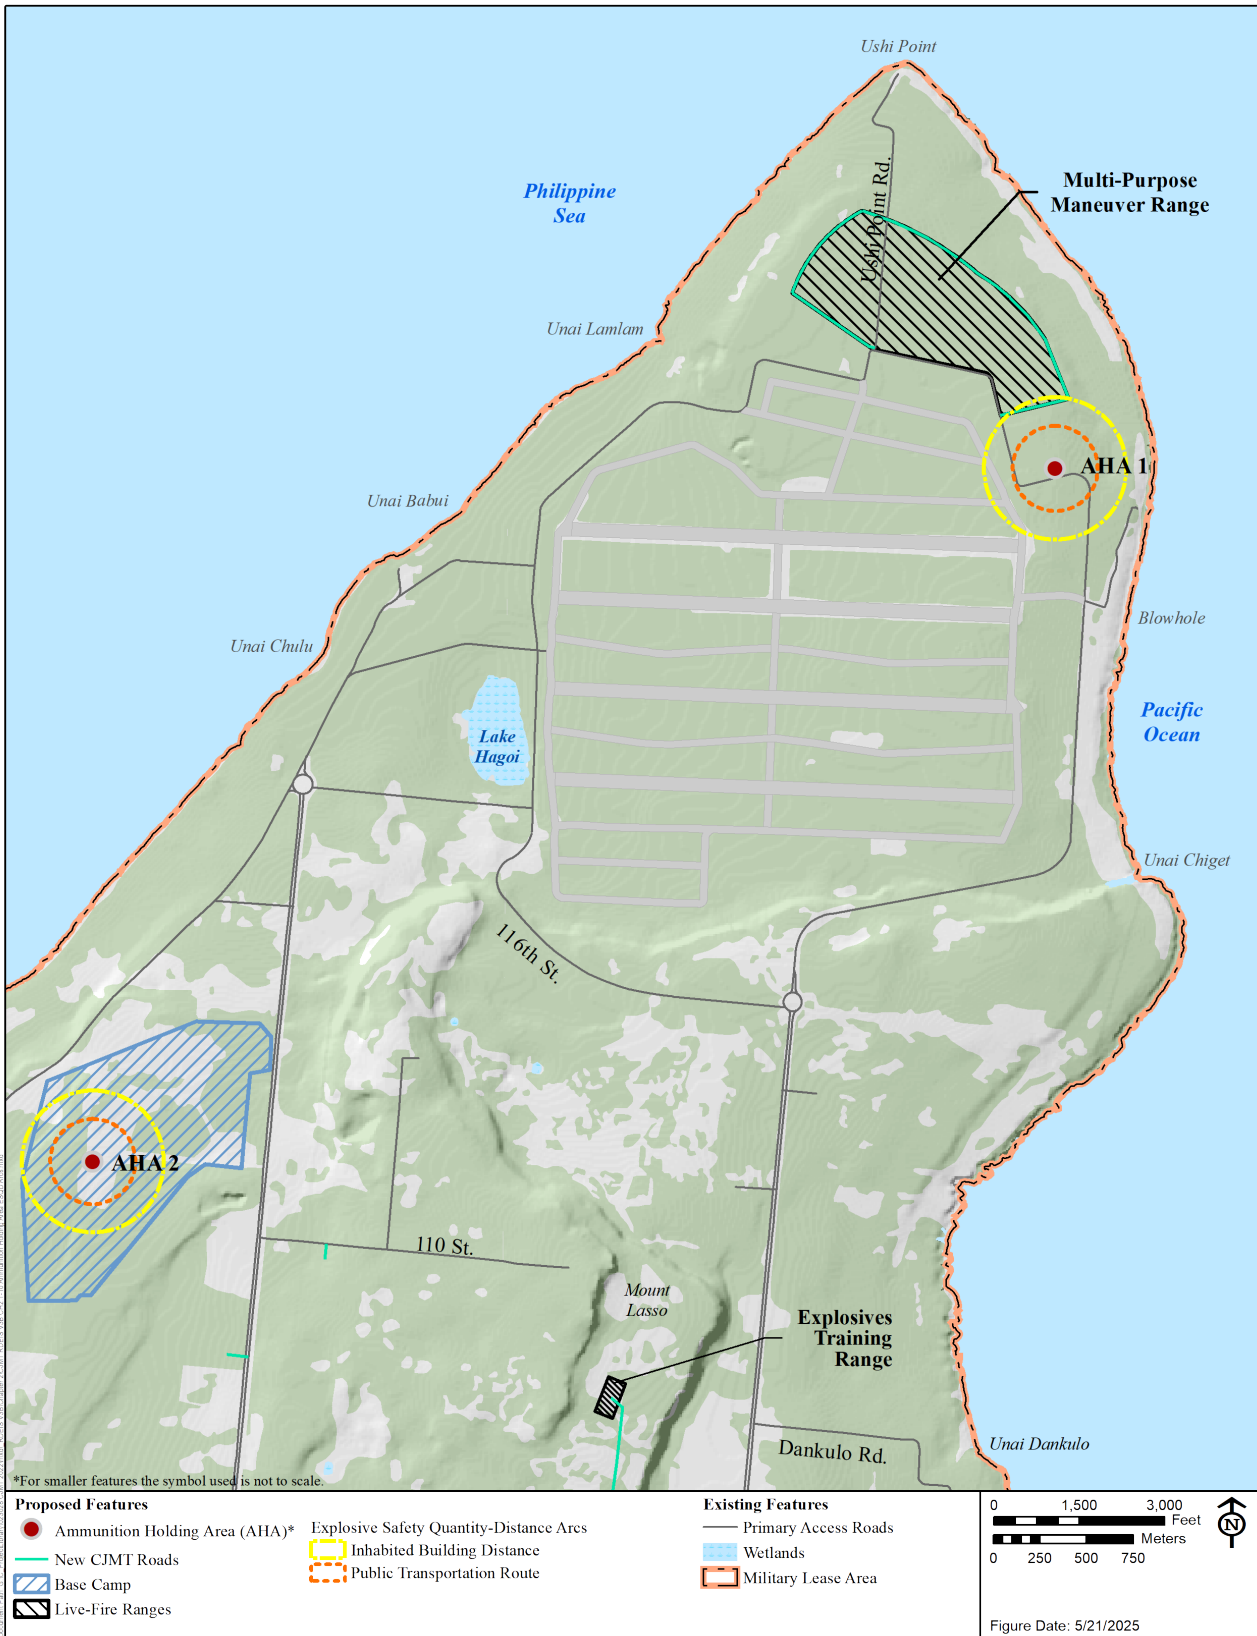 Ushi Point
Philippine
Sea
Ushi Point Rd.
Multi-Purpose
Maneuver Range
Unai Lamlam
AHA 1
Unai Babui
Blowhole
Unai Chulu
Pacific
Ocean
Lake
Hagoi
Unai Chiget
116th St.
AHA 2
110 St.
Mount
Lasso
Explosives
Training
Range
Unai Dankulo
Dankulo Rd.
*For smaller features the symbol used is not to scale.
Proposed Features
Ammunition Holding Area (AHA)*
New CJMT Roads
Base Camp
Live-Fire Ranges
Explosive Safety Quantity-Distance Arcs
Inhabited Building Distance
Public Transportation Route
Existing Features
Primary Access Roads
Wetlands
Military Lease Area
0 1,500 3,000
Feet
Meters
0 250 500 750
N
Figure Date: 5/21/2025